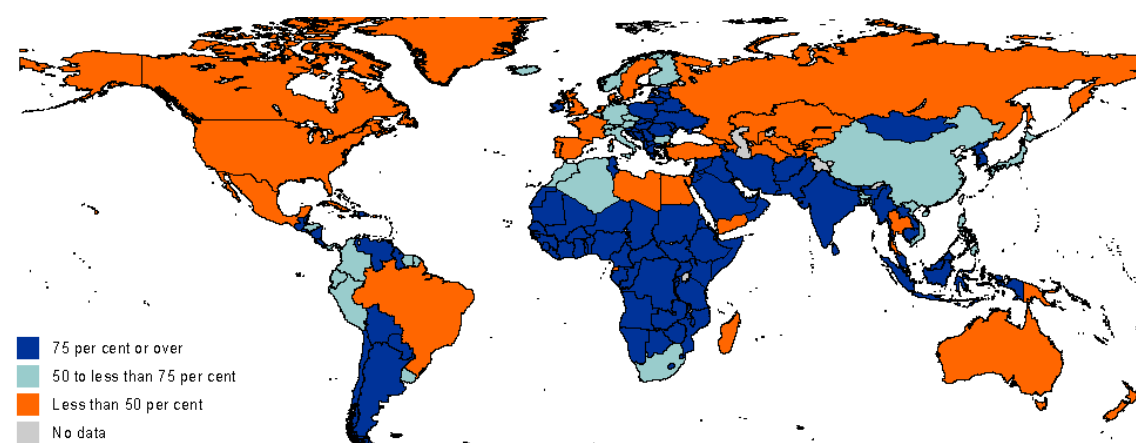 75 per cent or over
50 to less than 75 per cent
Less than 50 per cent
No data